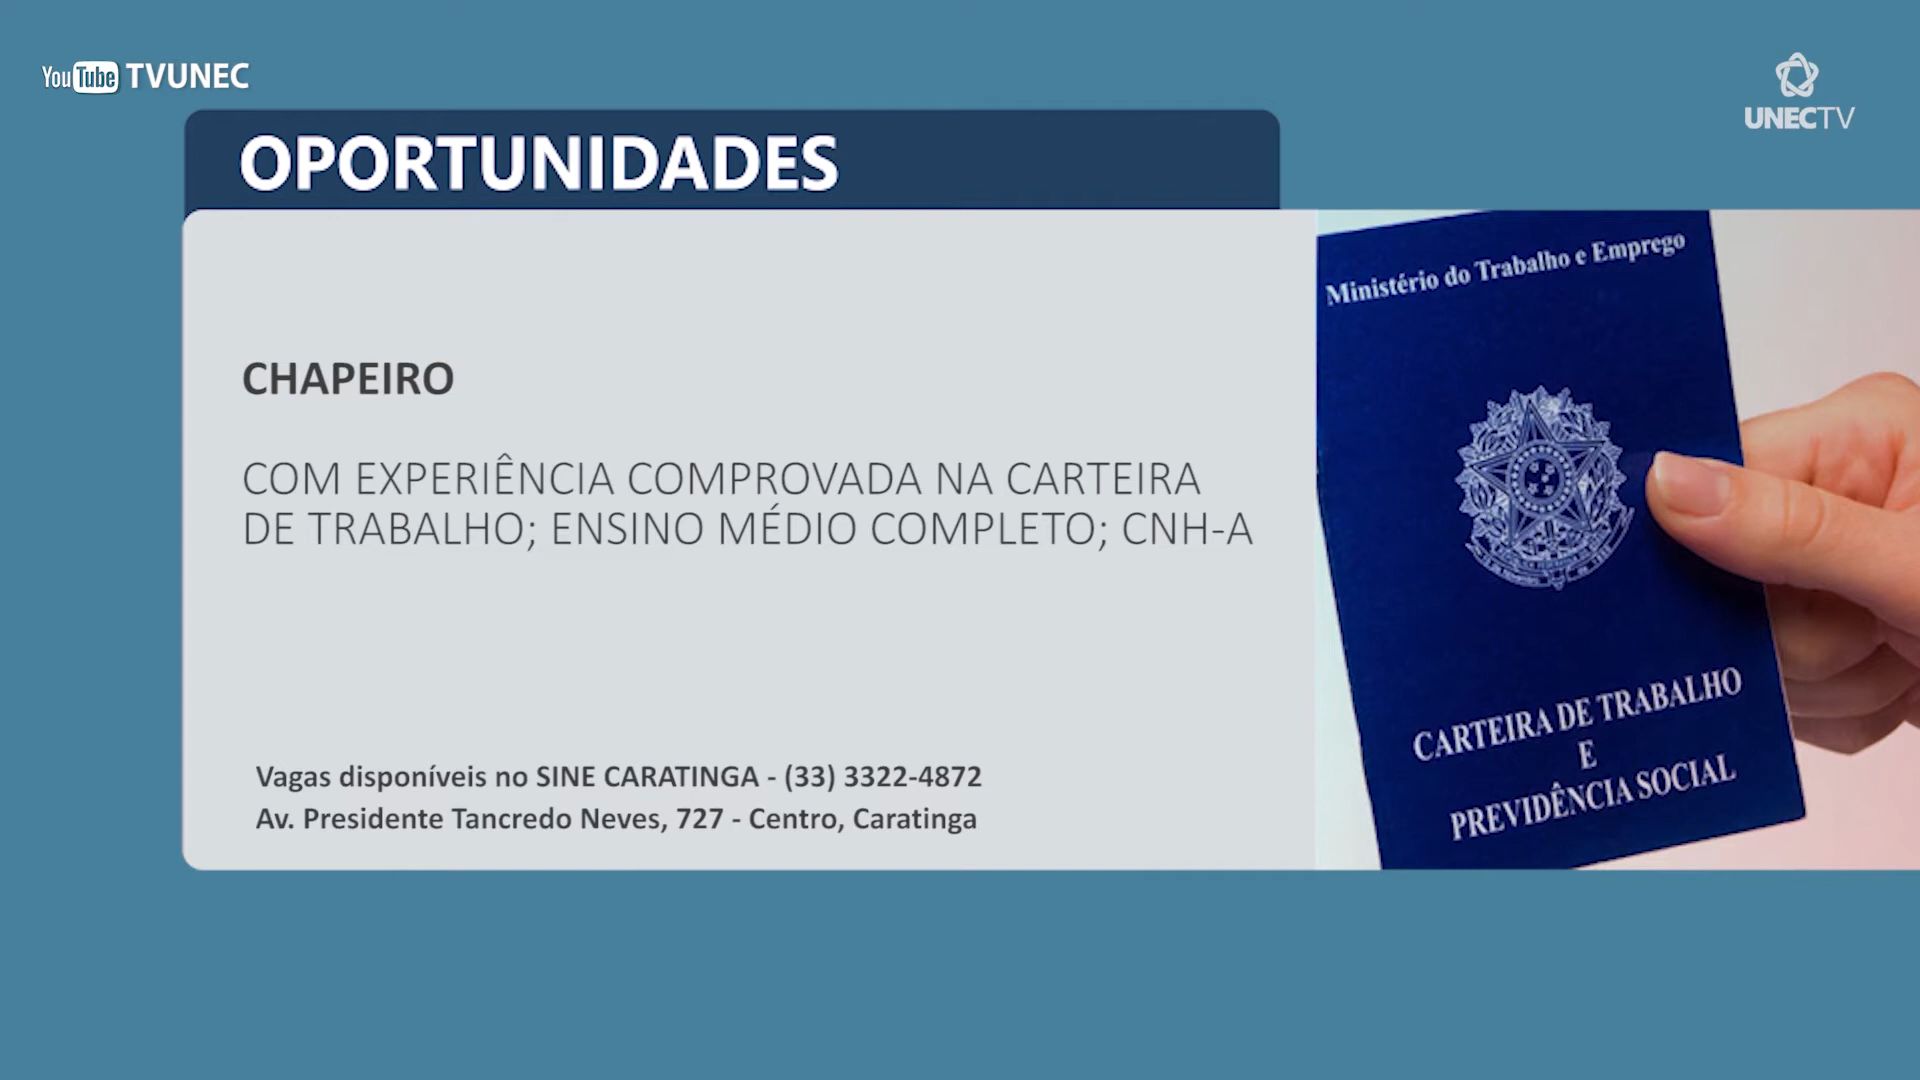 YouTube TVUNEC
UNECTV
OPORTUNIDADES
CHAPEIRO
COM EXPERIÊNCIA COMPROVADA NA CARTEIRA
DE TRABALHO; ENSINO MÉDIO COMPLETO; CNH-A
Vagas disponíveis no SINE CARATINGA - (33) 3322-4872
Av. Presidente Tancredo Neves, 727 - Centro, Caratinga
Ministério do Trabalho e Emprego
CARTEIRA DE TRABALHO
E
PREVIDÊNCIA SOCIAL